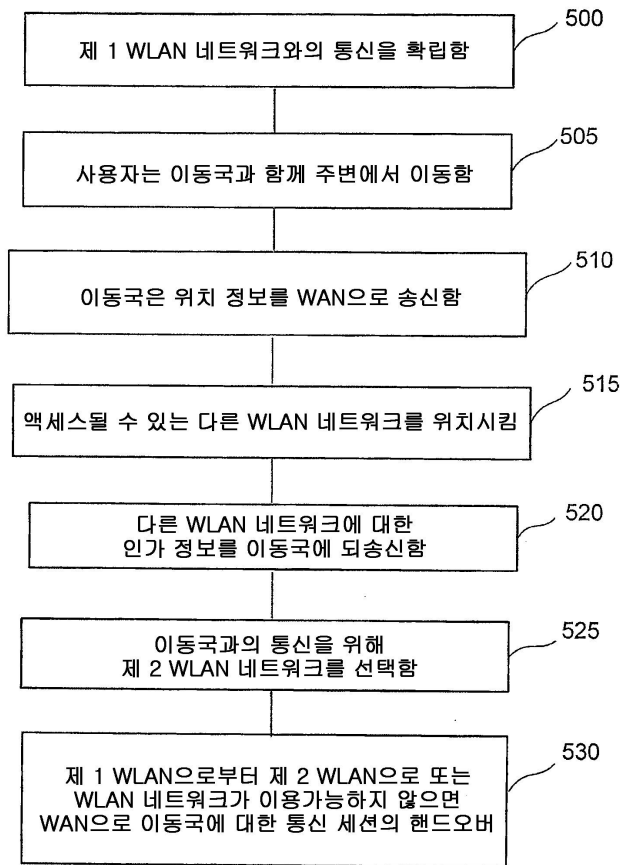 제 1 WLAN 네트워크와의 통신을 확립함
500
사용자는 이동국과 함께 주변에서 이동함
505
이동국은 위치 정보를 WAN으로 송신함
510
액세스될 수 있는 다른 WLAN 네트워크를 위치시킴
515
다른 WLAN 네트워크에 대한
인가 정보를 이동국에 되송신함
520
이동국과의 통신을 위해
제 2 WLAN 네트워크를 선택함
525
제 1 WLAN으로부터 제 2 WLAN으로 또는
WLAN 네트워크가 이용가능하지 않으면
WAN으로 이동국에 대한 통신 세션의 핸드오버
530